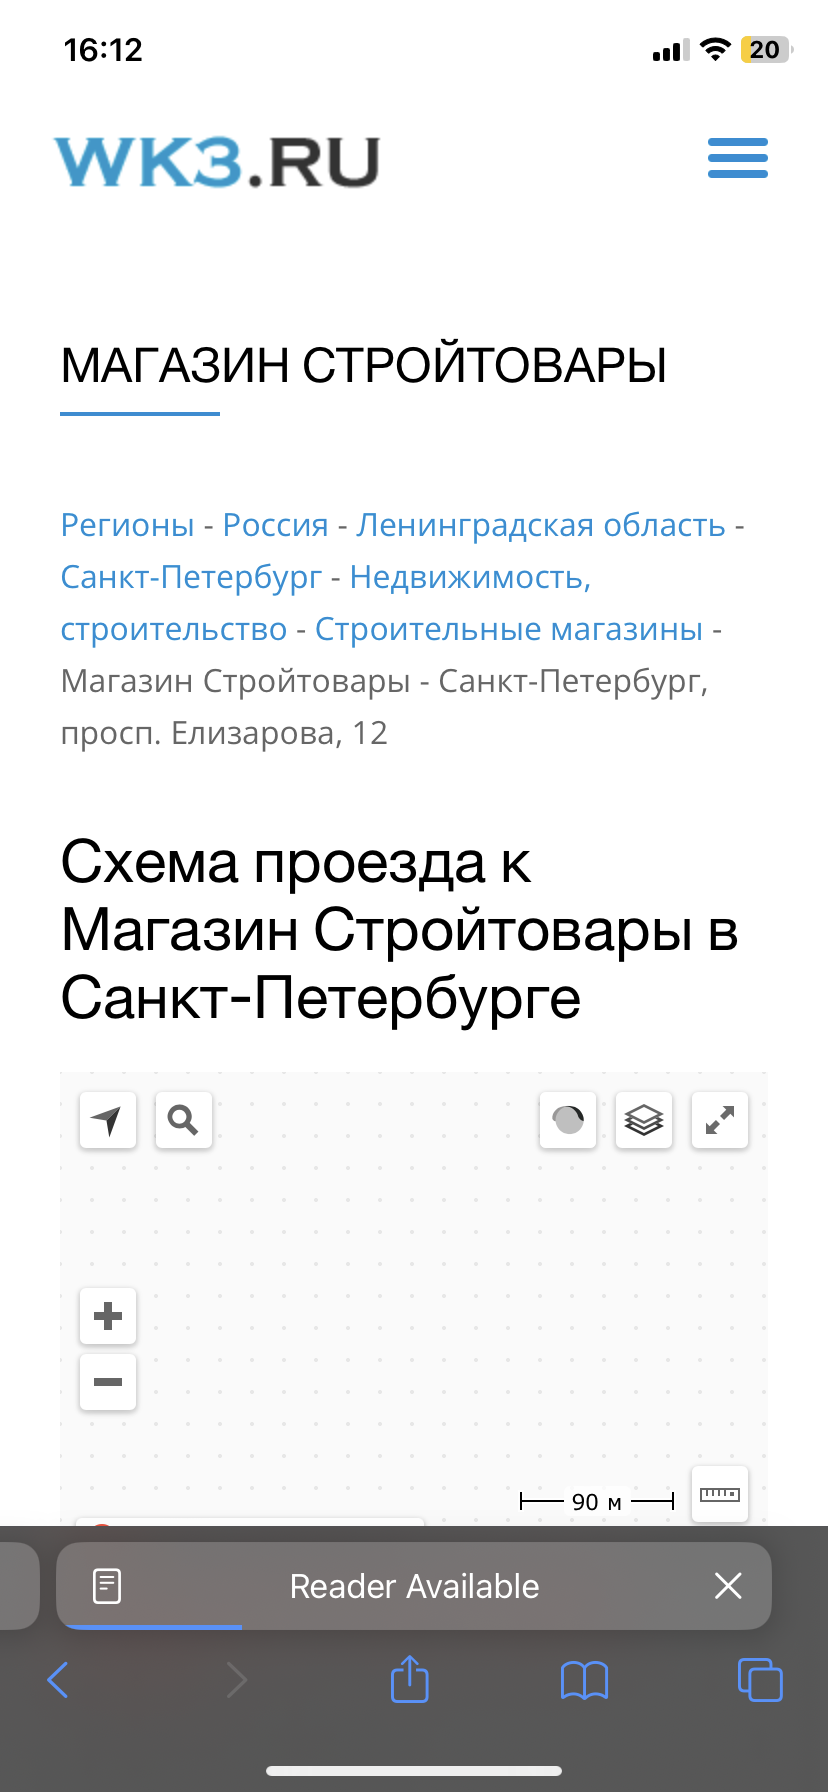 16:12
20
WK3.RU
МАГАЗИН СТРОЙТОВАРЫ
Регионы - Россия - Ленинградская область -
Санкт-Петербург - Недвижимость,
строительство - Строительные магазины -
Магазин Стройтовары - Санкт-Петербург,
просп. Елизарова, 12
Схема проезда к
Магазин Стройтовары в
Санкт-Петербурге
90 м
Reader Available